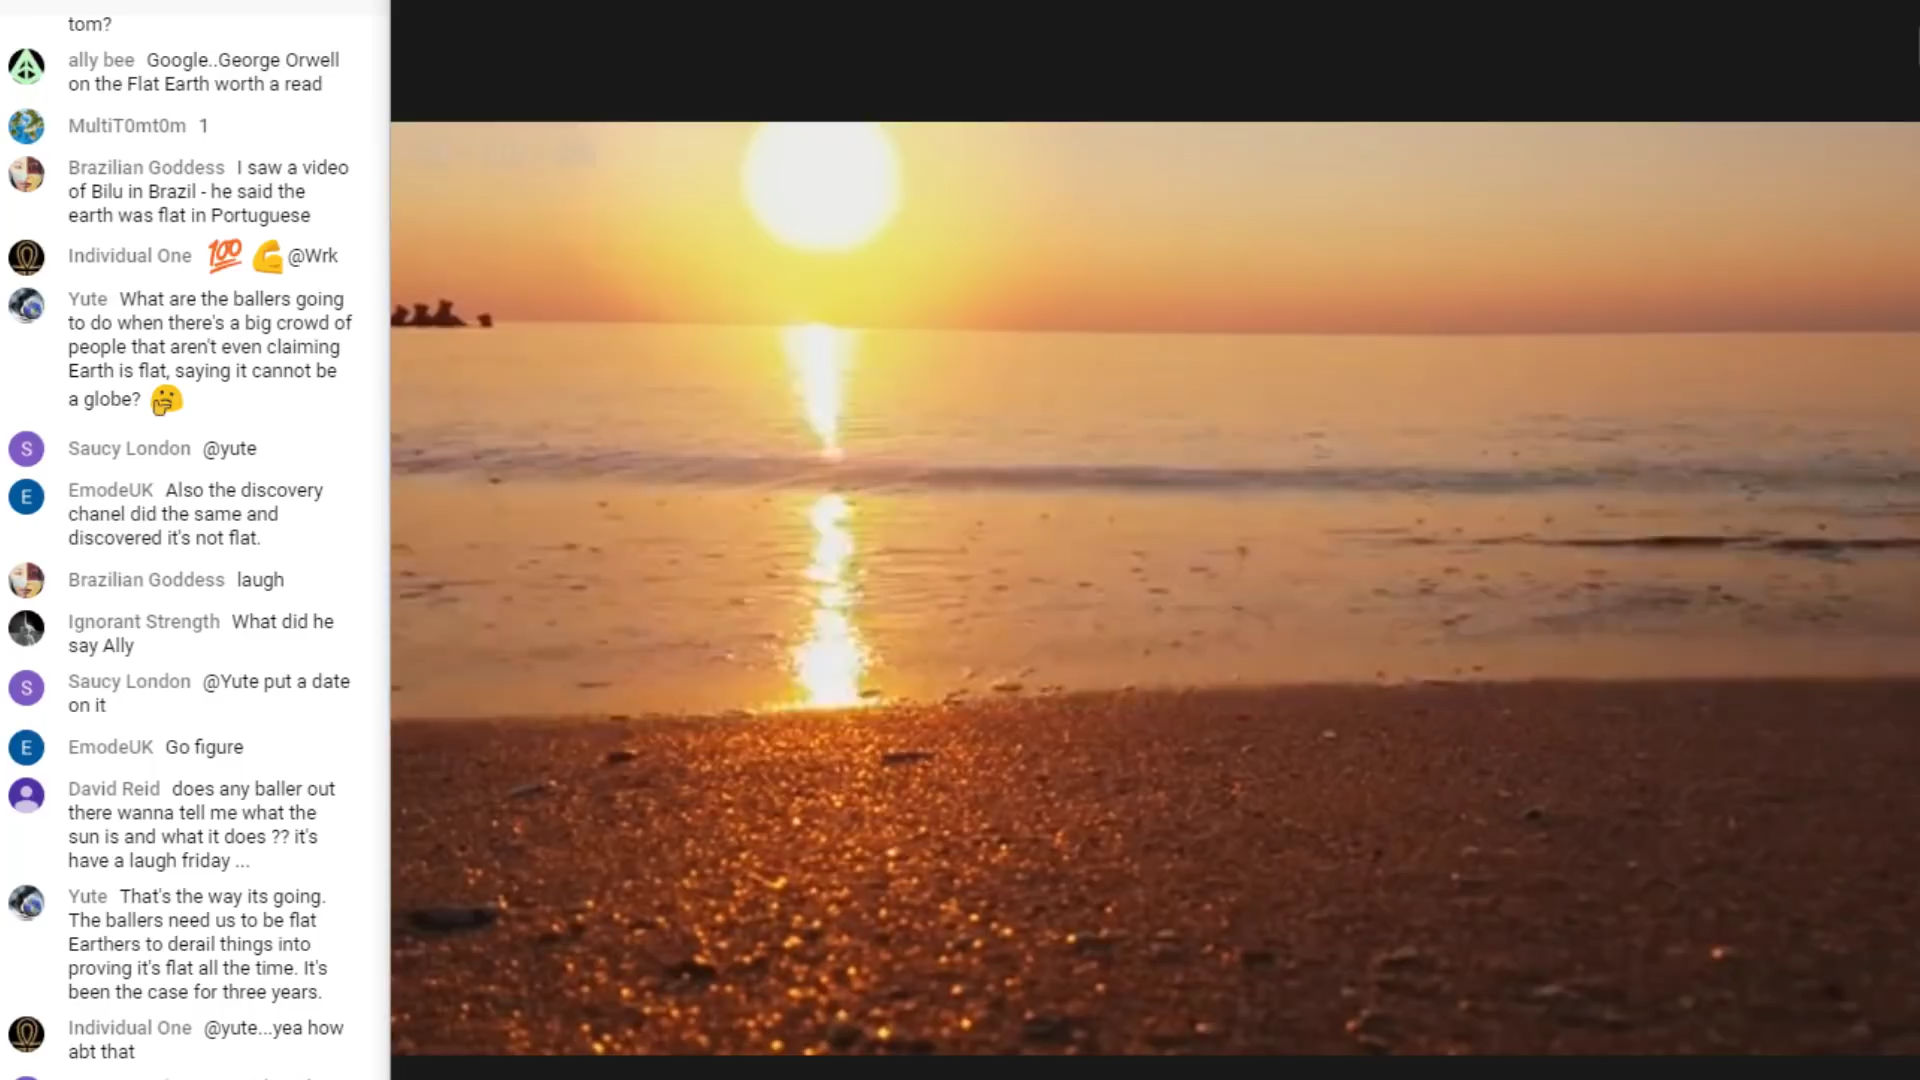 tom?
ally bee Google..George Orwell
on the Flat Earth worth a read
MultiT0mt0m 1
Brazilian Goddess I saw a video
of Bilu in Brazil - he said the
earth was flat in Portuguese
Individual One 💯 💪 @Wrk
Yute What are the ballers going
to do when there's a big crowd of
people that aren't even claiming
Earth is flat, saying it cannot be
a globe? 🤔
S Saucy London @yute
E EmodeUK Also the discovery
chanel did the same and
discovered it's not flat.
Brazilian Goddess laugh
Ignorant Strength What did he
say Ally
S Saucy London @Yute put a date
on it
E EmodeUK Go figure
David Reid does any baller out
there wanna tell me what the
sun is and what it does ?? it's
have a laugh friday ...
Yute That's the way its going.
The ballers need us to be flat
Earthers to derail things into
proving it's flat all the time. It's
been the case for three years.
Individual One @yute...yea how
abt that